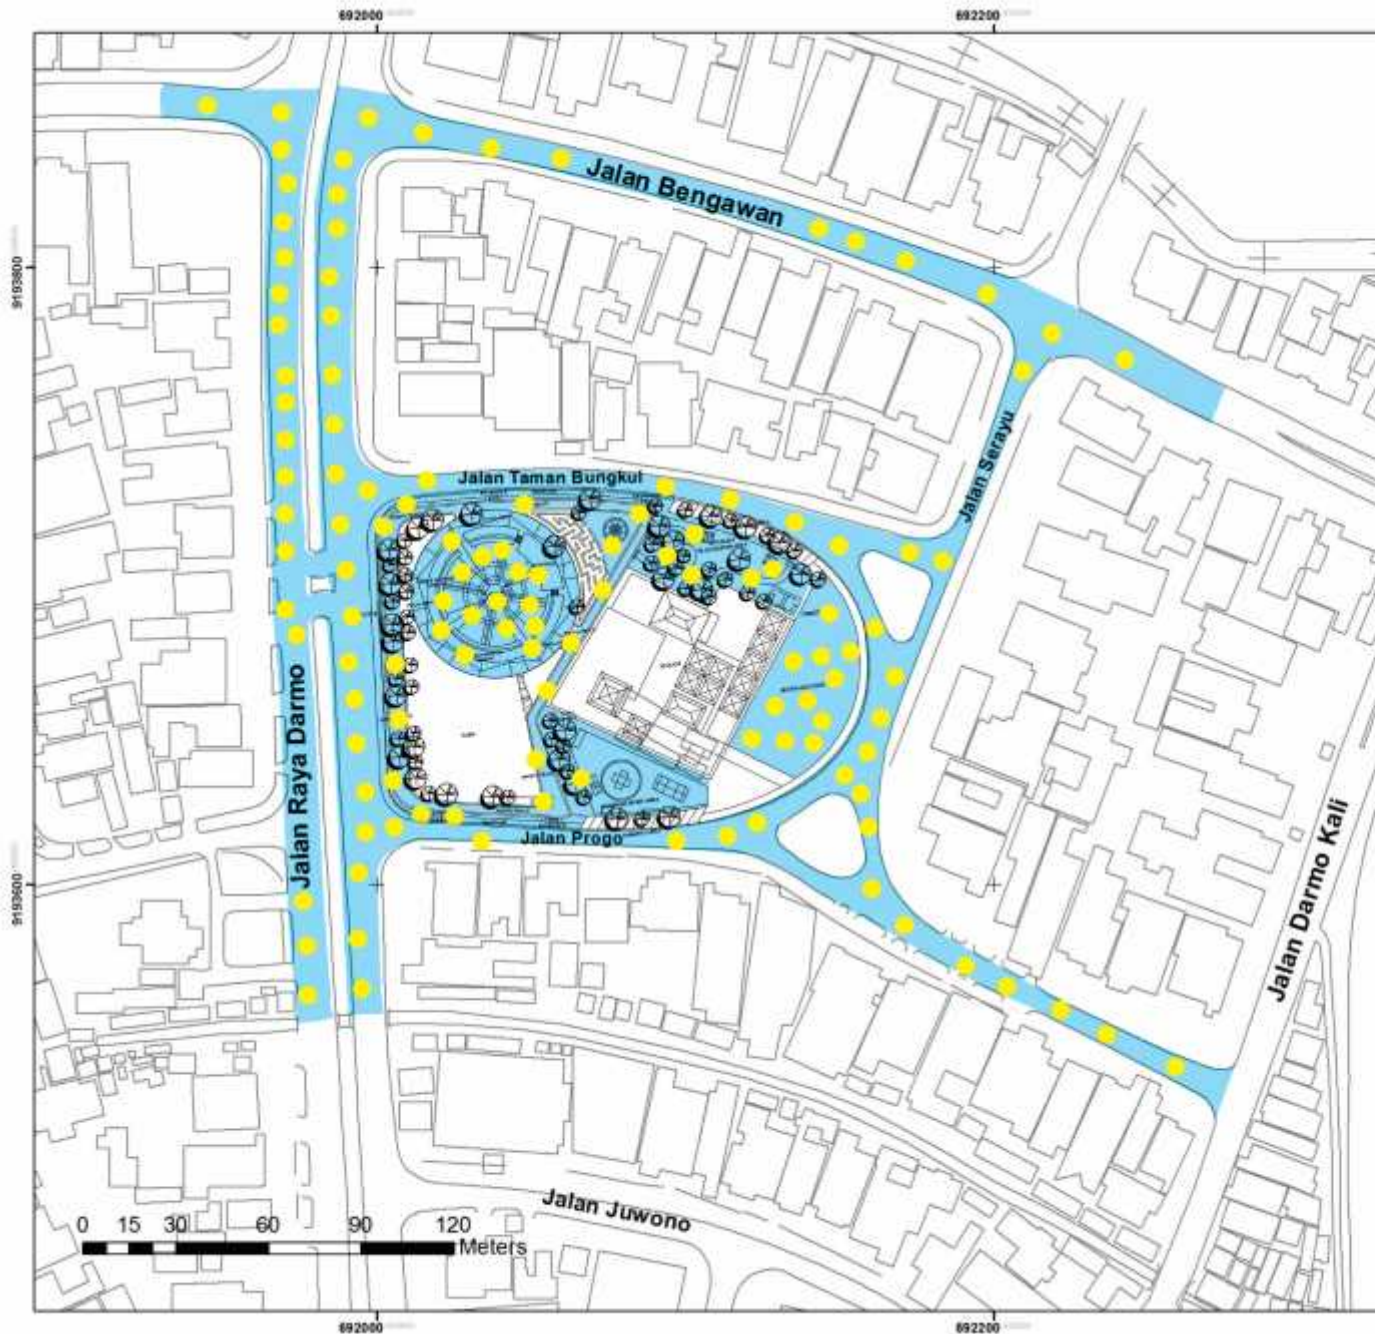 692000
692200
Jalan Bengawan
9193800
Jalan Serayu
Jalan Taman Bungkul
Jalan Raya Darmo
Jalan Progo
Jalan Darmo Kali
9193600
Jalan Juwono
0 15 30 60 90 120
Meters
692000
692200